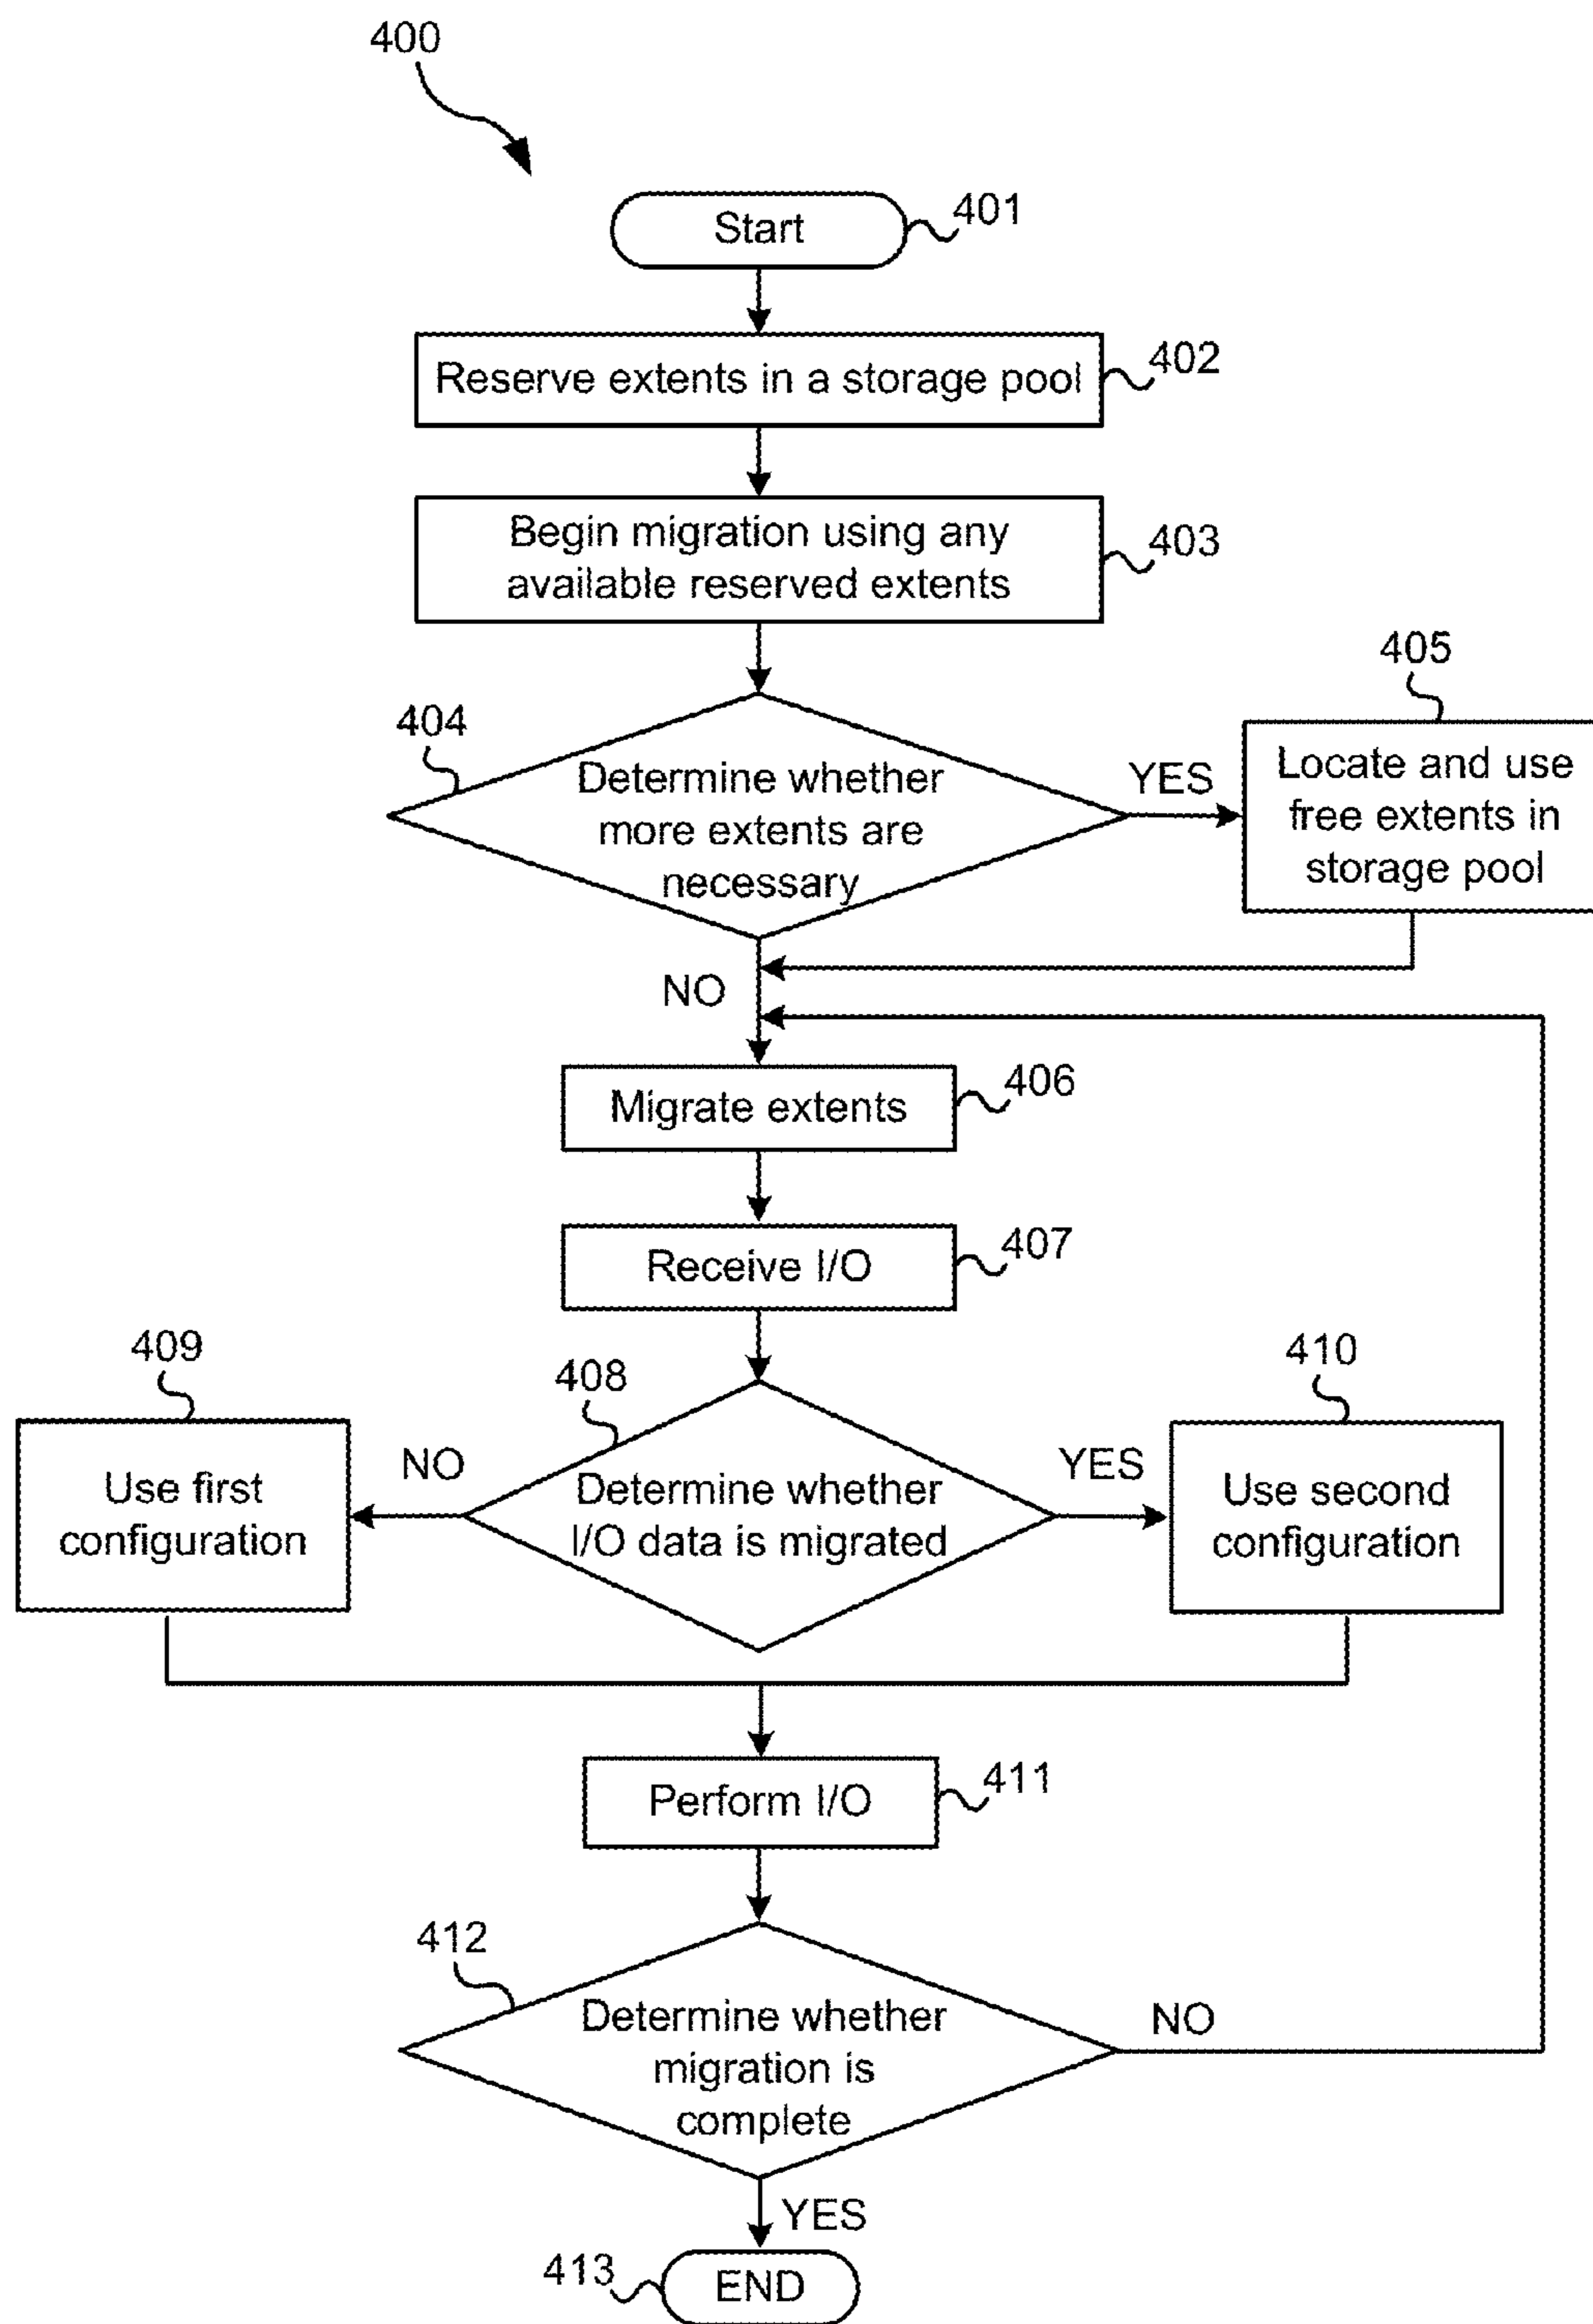 400
Start
401
Reserve extents in a storage pool
402
Begin migration using any
available reserved extents
403
404
Determine whether
more extents are
necessary
YES
405
Locate and use
free extents in
storage pool
NO
Migrate extents
406
Receive I/O
407
408
Determine whether
I/O data is migrated
NO
409
Use first
configuration
YES
410
Use second
configuration
Perform I/O
411
412
Determine whether
migration is
complete
NO
YES
413
END